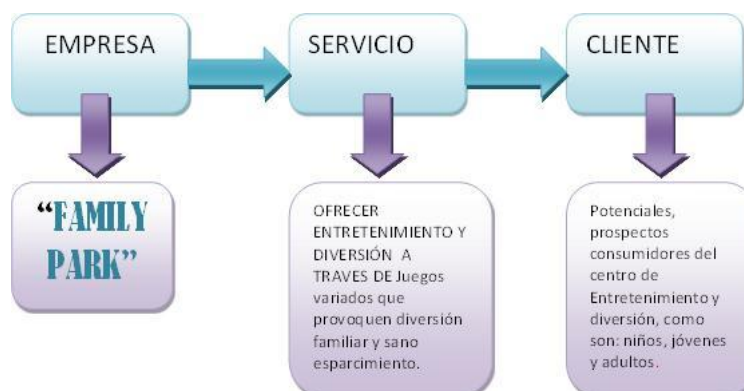 EMPRESA
SERVICIO
CLIENTE
“FAMILY
PARK”
OFRECER
ENTRETENIMIENTO Y
DIVERSIÓN A
TRAVES DE Juegos
variados que
provoquen diversión
familiar y sano
esparcimiento.
Potenciales,
prospectos
consumidores del
centro de
Entretenimiento y
diversión, como
son: niños, jóvenes
y adultos.